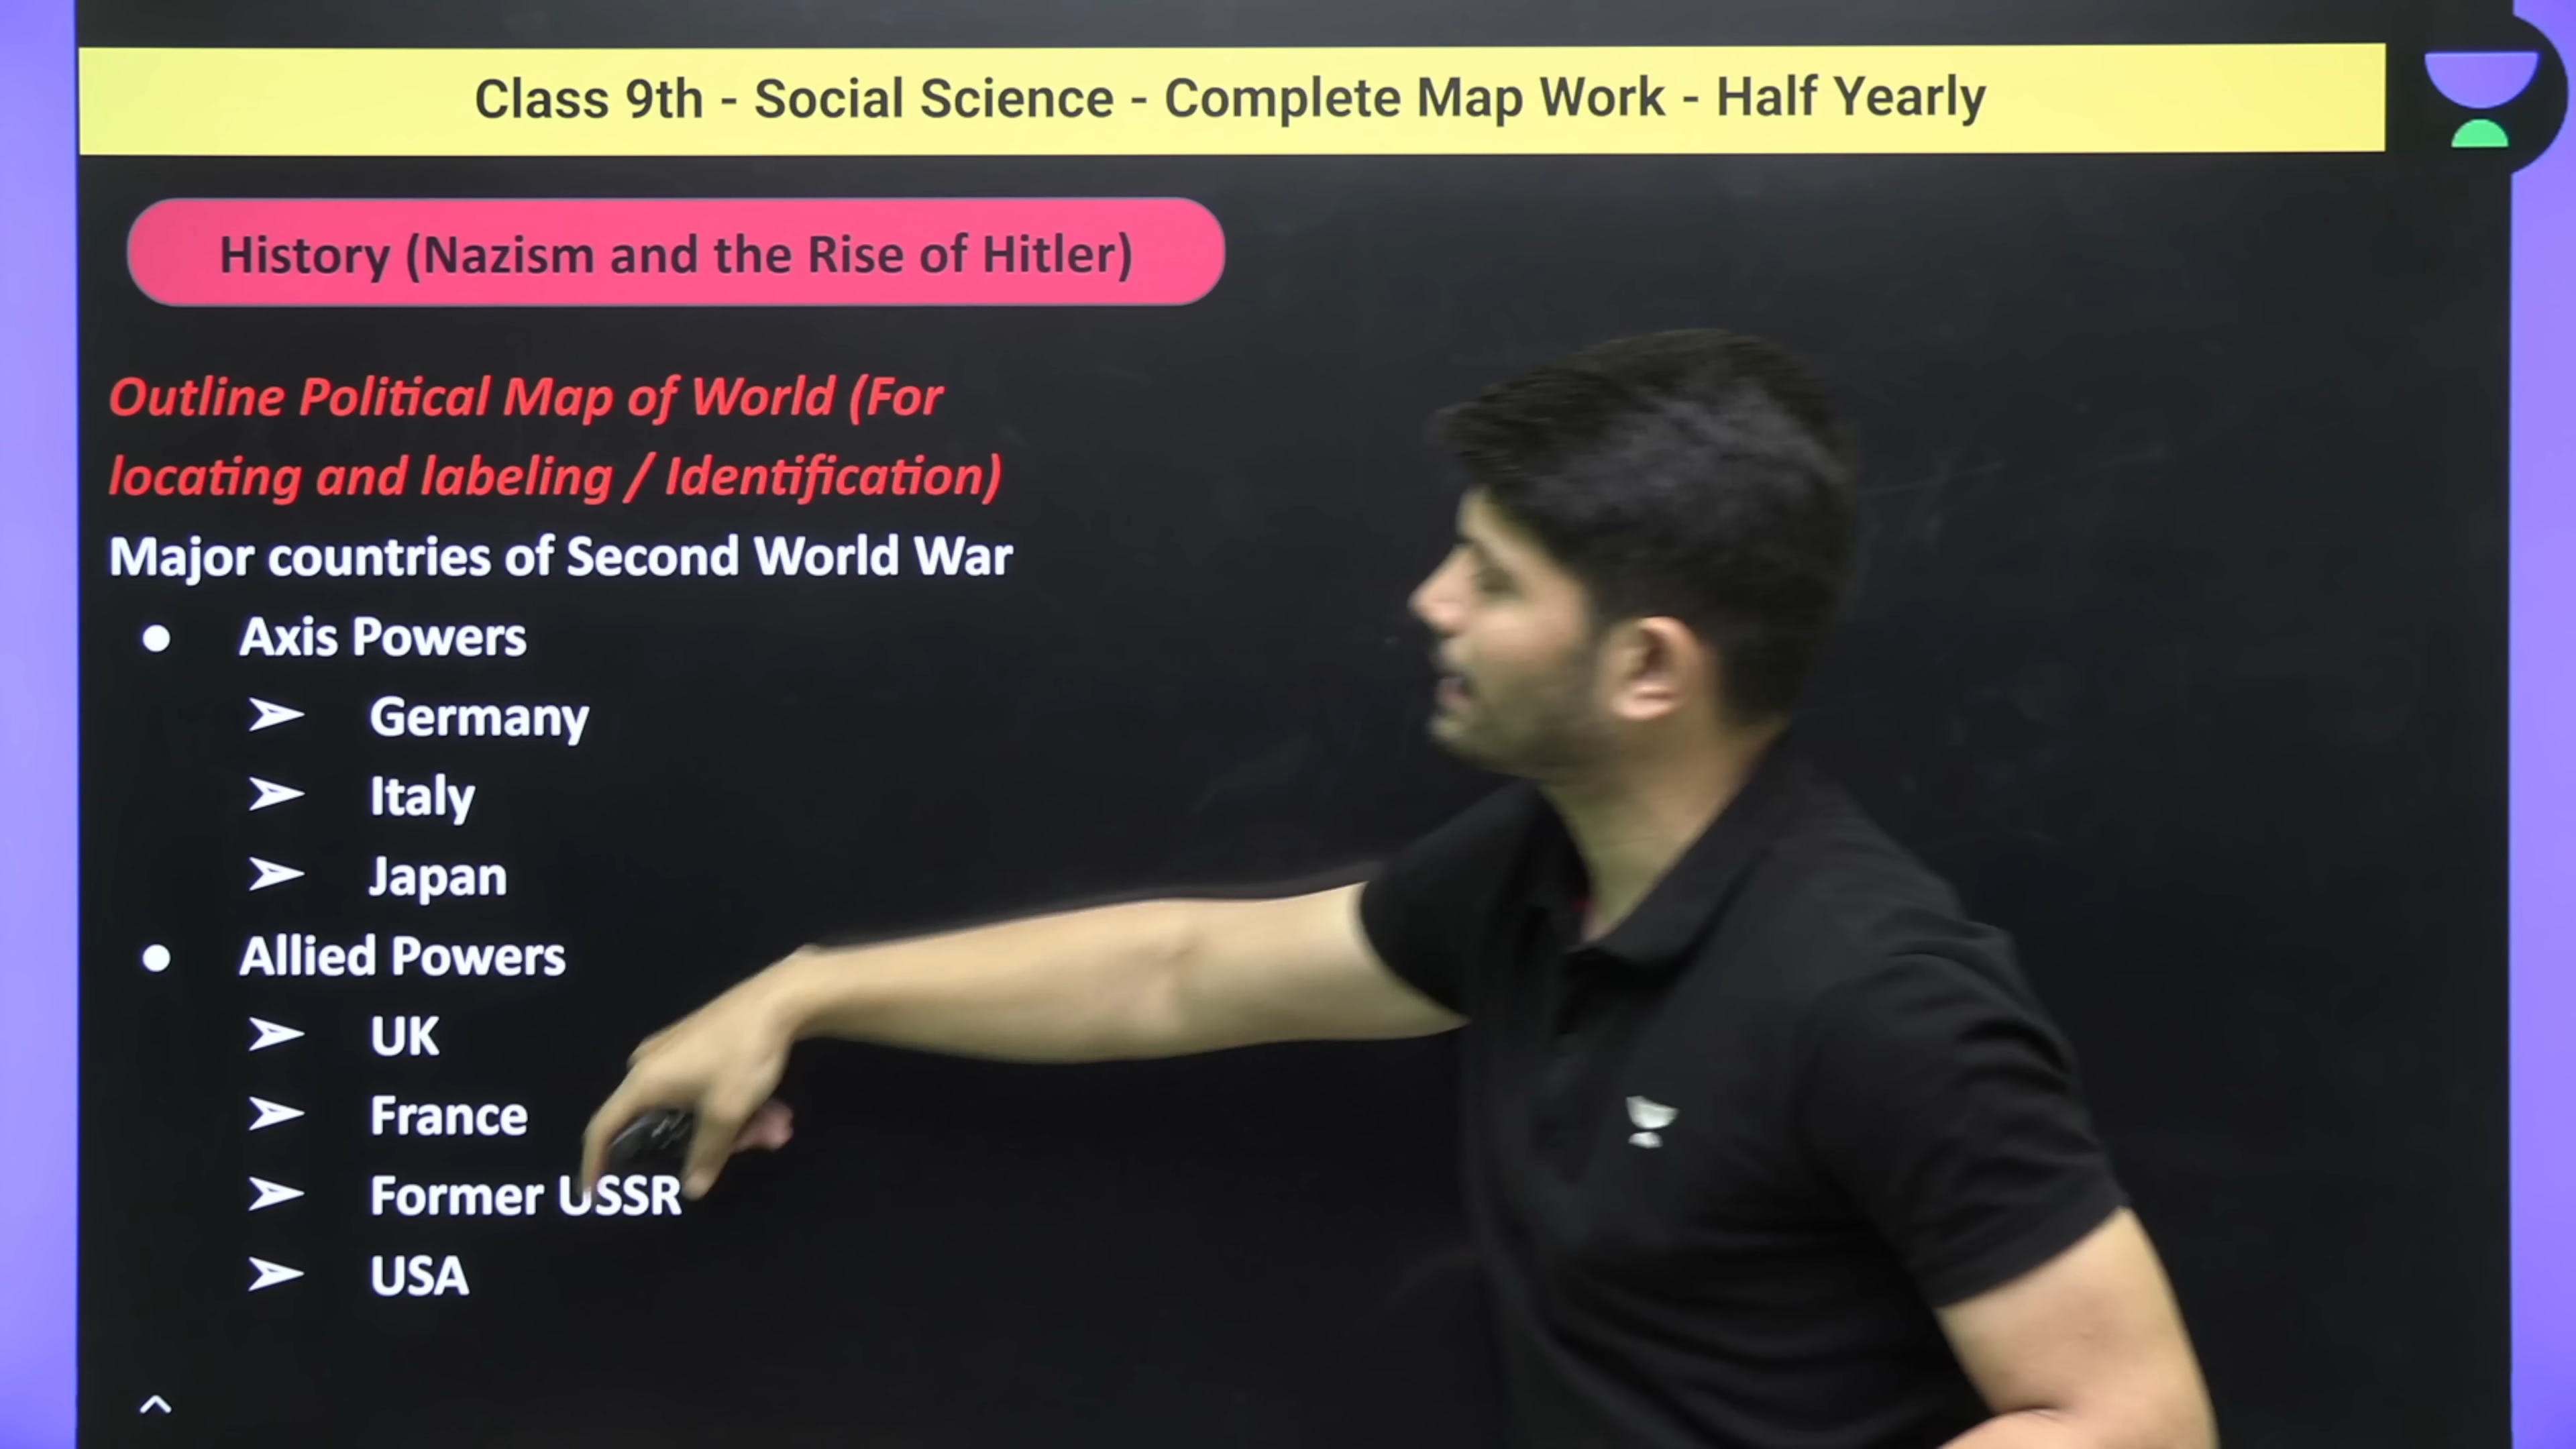 Class 9th - Social Science - Complete Map Work - Half Yearly
History (Nazism and the Rise of Hitler)
Outline Political Map of World (For
locating and labeling / Identification)
Major countries of Second World War
● Axis Powers
➢ Germany
➢ Italy
➢ Japan
● Allied Powers
➢ UK
➢ France
➢ Former USSR
➢ USA